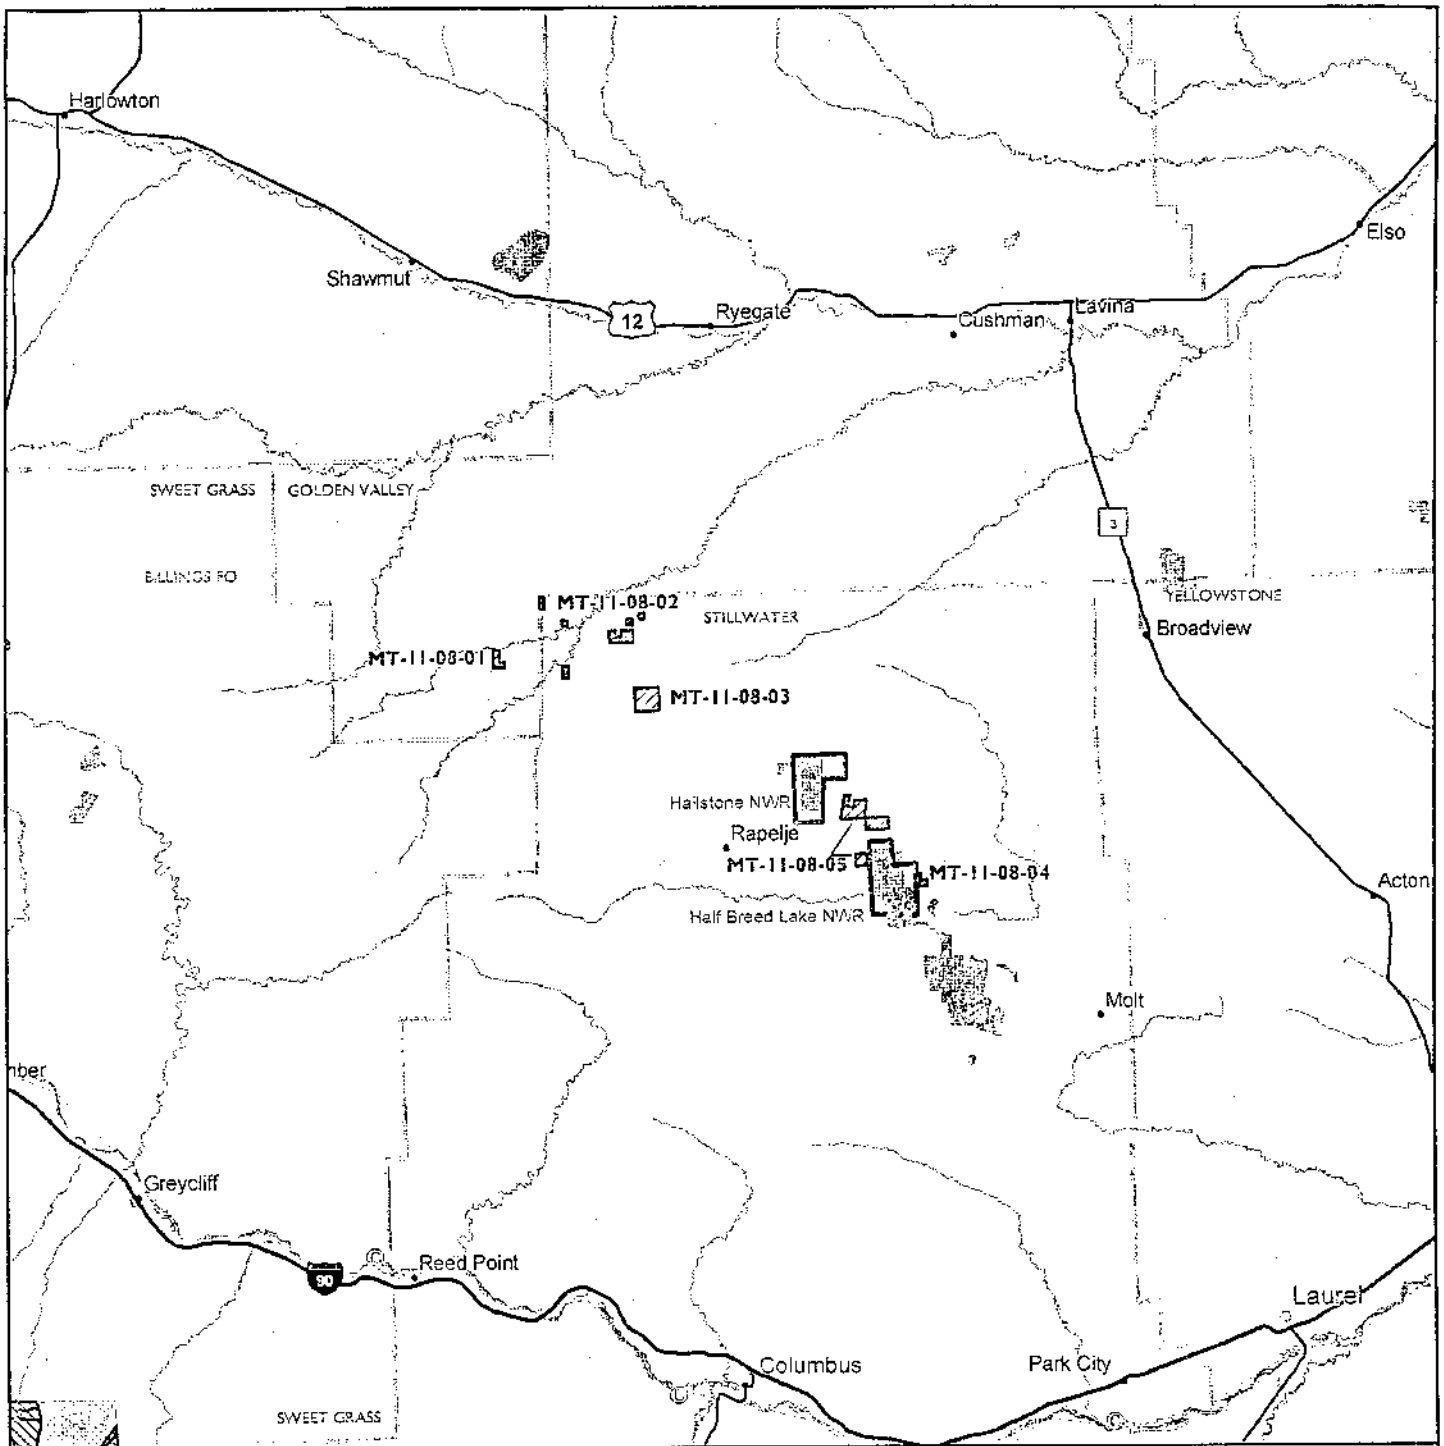 Harlowton
Elso
Shawmut
12
Ryegate
Cushman
Lavina
SWEET GRASS
GOLDEN VALLEY
3
BILLINGS FO
MT-11-08-02
STILLWATER
YELLOWSTONE
Broadview
MT-11-08-01
MT-11-08-03
Hailstone NWR
Rapelje
MT-11-08-05
MT-11-08-04
Acton
Half Breed Lake NWR
Molt
nber
Greycliff
Reed Point
90
Laurel
Columbus
Park City
SWEET GRASS